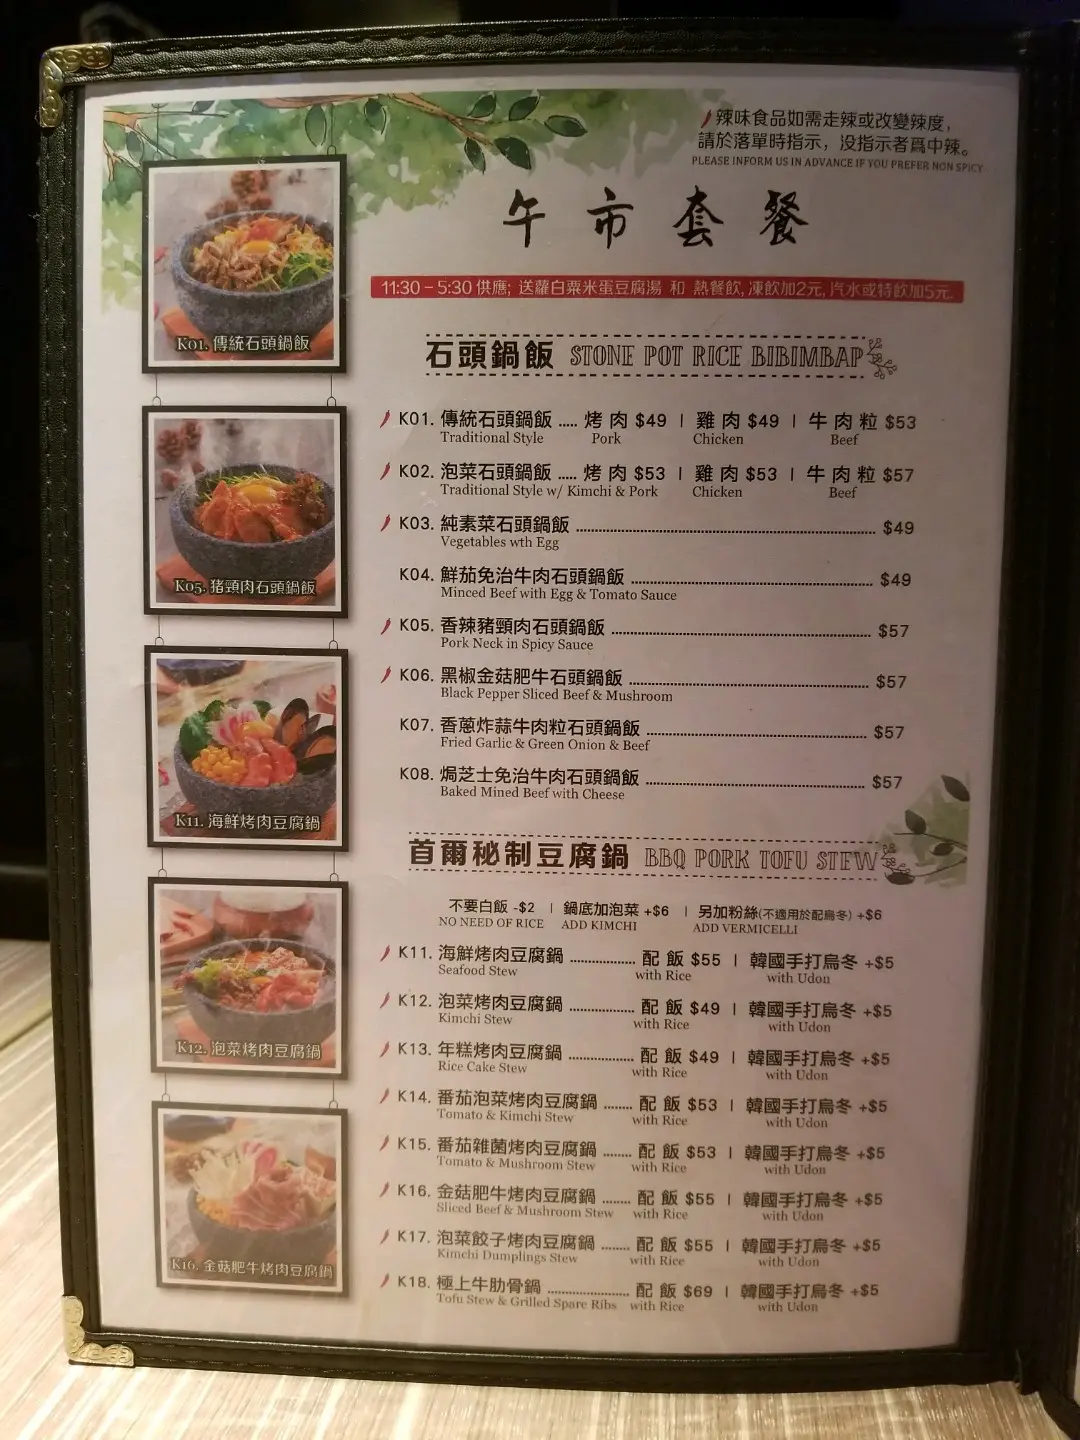 辣味食品如需走辣或改變辣度，
請於落單時指示，没指示者爲中辣。
PLEASE INFORM US IN ADVANCE IF YOU PREFER NON SPICY
午市套餐
11:30 – 5:30 供應; 送蘿白粟米蛋豆腐湯 和 熱餐飲, 凍飲加2元, 汽水或特飲加5元.
石頭鍋飯 STONE POT RICE BIBIMBAP
K01. 傳統石頭鍋飯 ..... 烤 肉 $49 | 雞 肉 $49 | 牛 肉 粒 $53
Traditional Style Pork Chicken Beef
K02. 泡菜石頭鍋飯 ..... 烤 肉 $53 | 雞 肉 $53 | 牛 肉 粒 $57
Traditional Style w/ Kimchi & Pork Chicken Beef
K03. 純素菜石頭鍋飯 ..... $49
Vegetables wth Egg
K04. 鮮茄免治牛肉石頭鍋飯 ..... $49
Minced Beef with Egg & Tomato Sauce
K05. 香辣豬頸肉石頭鍋飯 ..... $57
Pork Neck in Spicy Sauce
K06. 黑椒金菇肥牛石頭鍋飯 ..... $57
Black Pepper Sliced Beef & Mushroom
K07. 香蔥炸蒜牛肉粒石頭鍋飯 ..... $57
Fried Garlic & Green Onion & Beef
K08. 焗芝士免治牛肉石頭鍋飯 ..... $57
Baked Mined Beef with Cheese
首爾秘制豆腐鍋 BBQ PORK TOFU STEW
不要白飯 -$2 | 鍋底加泡菜 +$6 | 另加粉絲(不適用於配烏冬) +$6
NO NEED OF RICE ADD KIMCHI ADD VERMICELLI
K11. 海鮮烤肉豆腐鍋 ..... 配 飯 $55 | 韓國手打烏冬 +$5
Seafood Stew with Rice with Udon
K12. 泡菜烤肉豆腐鍋 ..... 配 飯 $49 | 韓國手打烏冬 +$5
Kimchi Stew with Rice with Udon
K13. 年糕烤肉豆腐鍋 ..... 配 飯 $49 | 韓國手打烏冬 +$5
Rice Cake Stew with Rice with Udon
K14. 番茄泡菜烤肉豆腐鍋 ..... 配 飯 $53 | 韓國手打烏冬 +$5
Tomato & Kimchi Stew with Rice with Udon
K15. 番茄雜菌烤肉豆腐鍋 ..... 配 飯 $53 | 韓國手打烏冬 +$5
Tomato & Mushroom Stew with Rice with Udon
K16. 金菇肥牛烤肉豆腐鍋 ..... 配 飯 $55 | 韓國手打烏冬 +$5
Sliced Beef & Mushroom Stew with Rice with Udon
K17. 泡菜餃子烤肉豆腐鍋 ..... 配 飯 $55 | 韓國手打烏冬 +$5
Kimchi Dumplings Stew with Rice with Udon
K18. 極上牛肋骨鍋 ..... 配 飯 $69 | 韓國手打烏冬 +$5
Tofu Stew & Grilled Spare Ribs with Rice with Udon
K01. 傳統石頭鍋飯
K05. 猪頸肉石頭鍋飯
K11. 海鮮烤肉豆腐鍋
K12. 泡菜烤肉豆腐鍋
K16. 金菇肥牛烤肉豆腐鍋